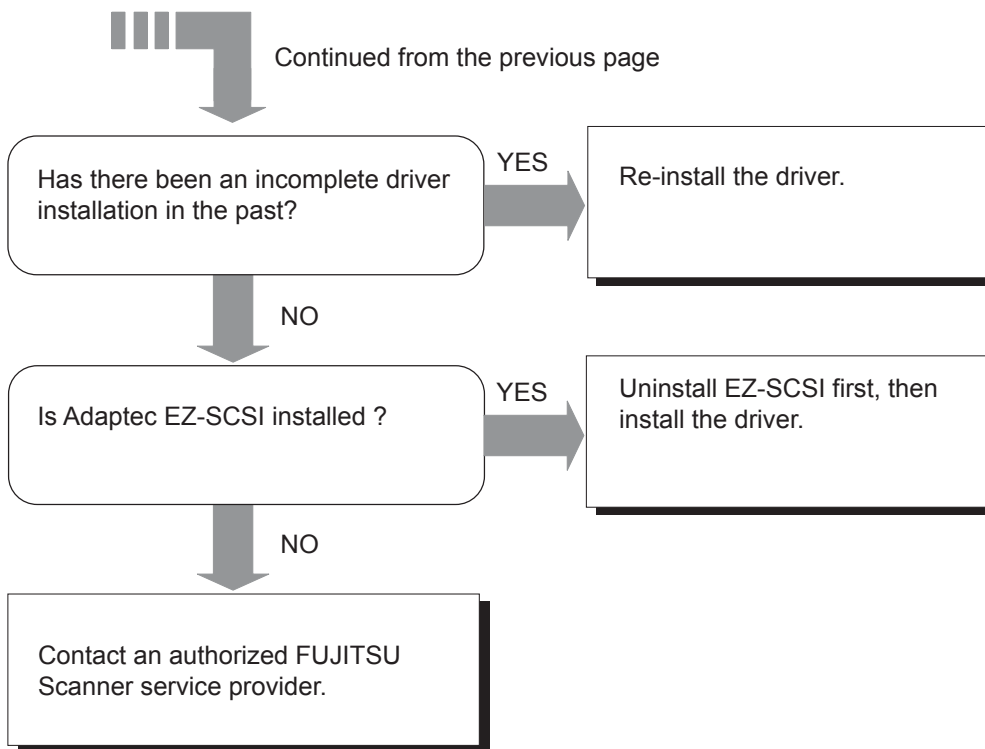 Continued from the previous page
Has there been an incomplete driver
installation in the past?
YES
Re-install the driver.
NO
Is Adaptec EZ-SCSI installed ?
YES
Uninstall EZ-SCSI first, then
install the driver.
NO
Contact an authorized FUJITSU
Scanner service provider.